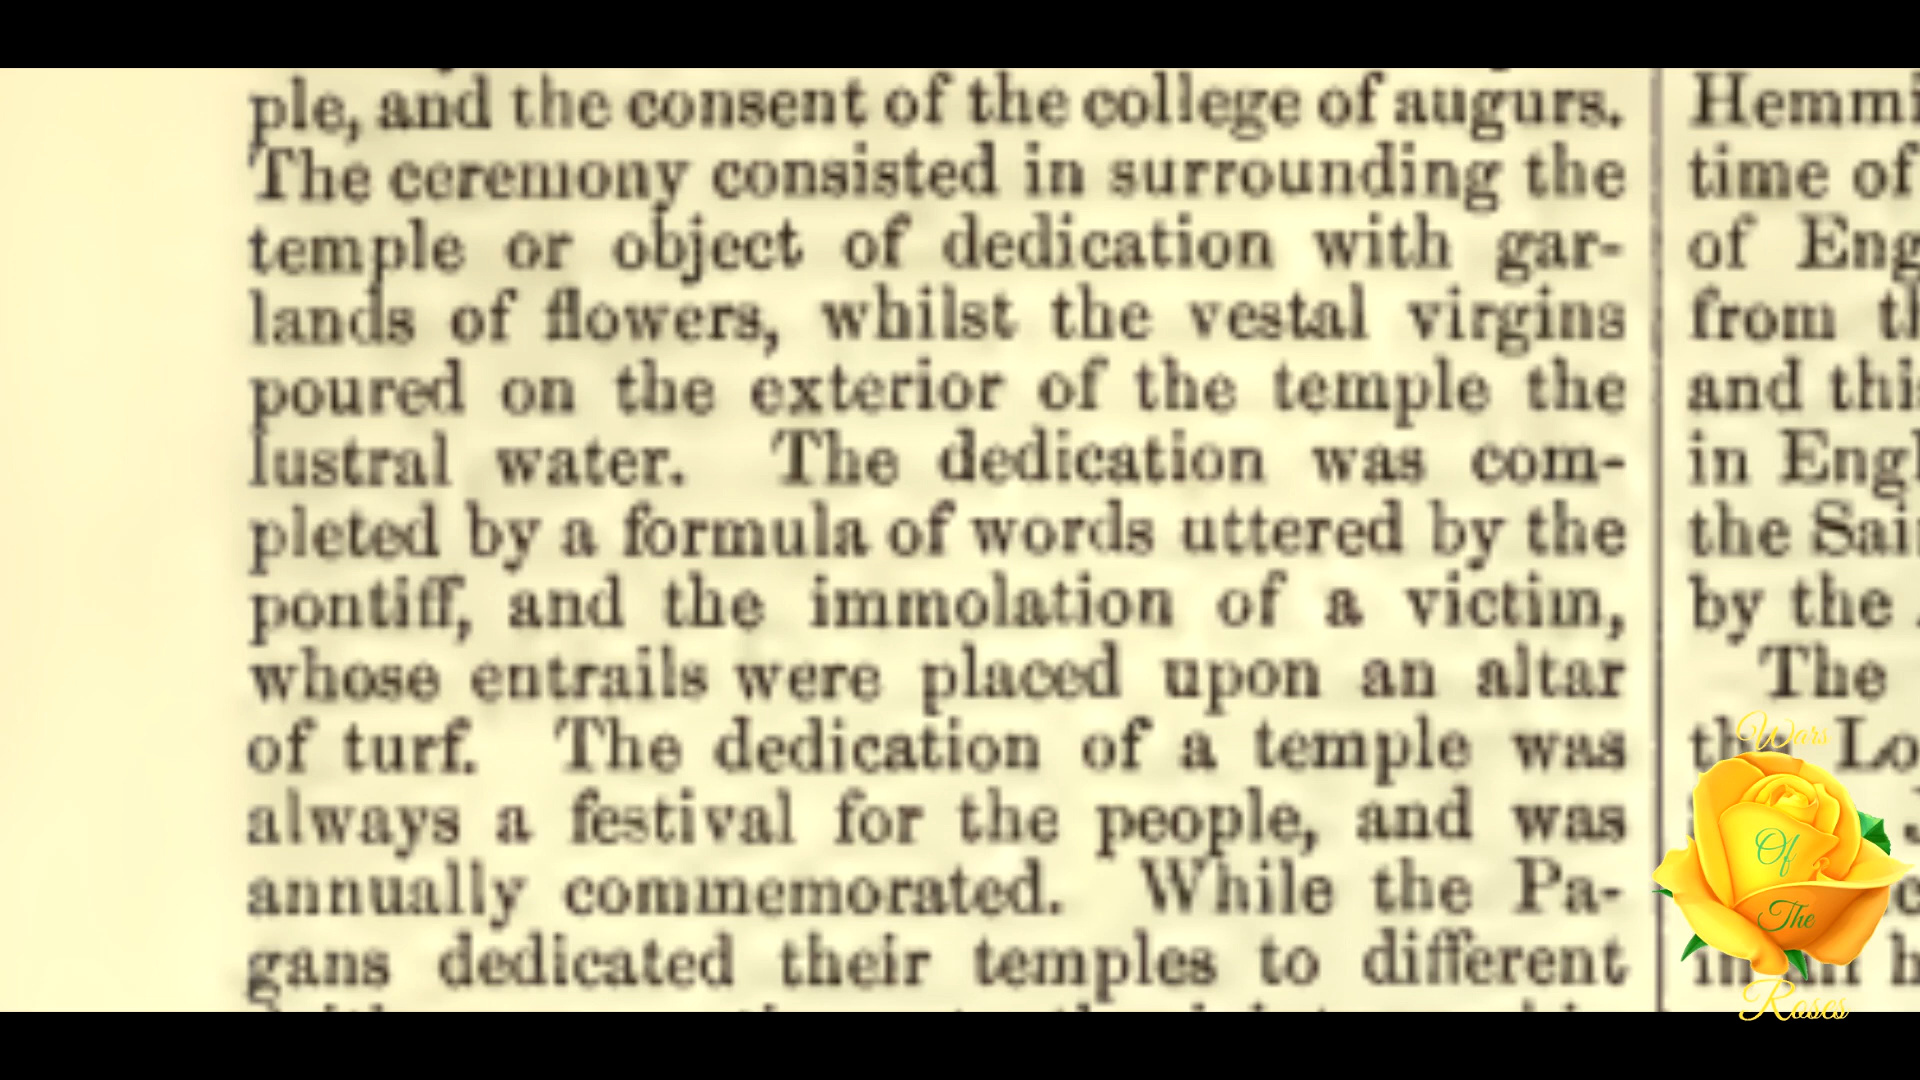 ple, and the consent of the college of augurs.
The ceremony consisted in surrounding the
temple or object of dedication with gar-
lands of flowers, whilst the vestal virgins
poured on the exterior of the temple the
lustral water. The dedication was com-
pleted by a formula of words uttered by the
pontiff, and the immolation of a victim,
whose entrails were placed upon an altar
of turf. The dedication of a temple was
always a festival for the people, and was
annually commemorated. While the Pa-
gans dedicated their temples to different
Hemmi
time of
of Eng
from th
and this
in Engl
the Sai
by the
The
Lo
Wars
Of
The
Roses